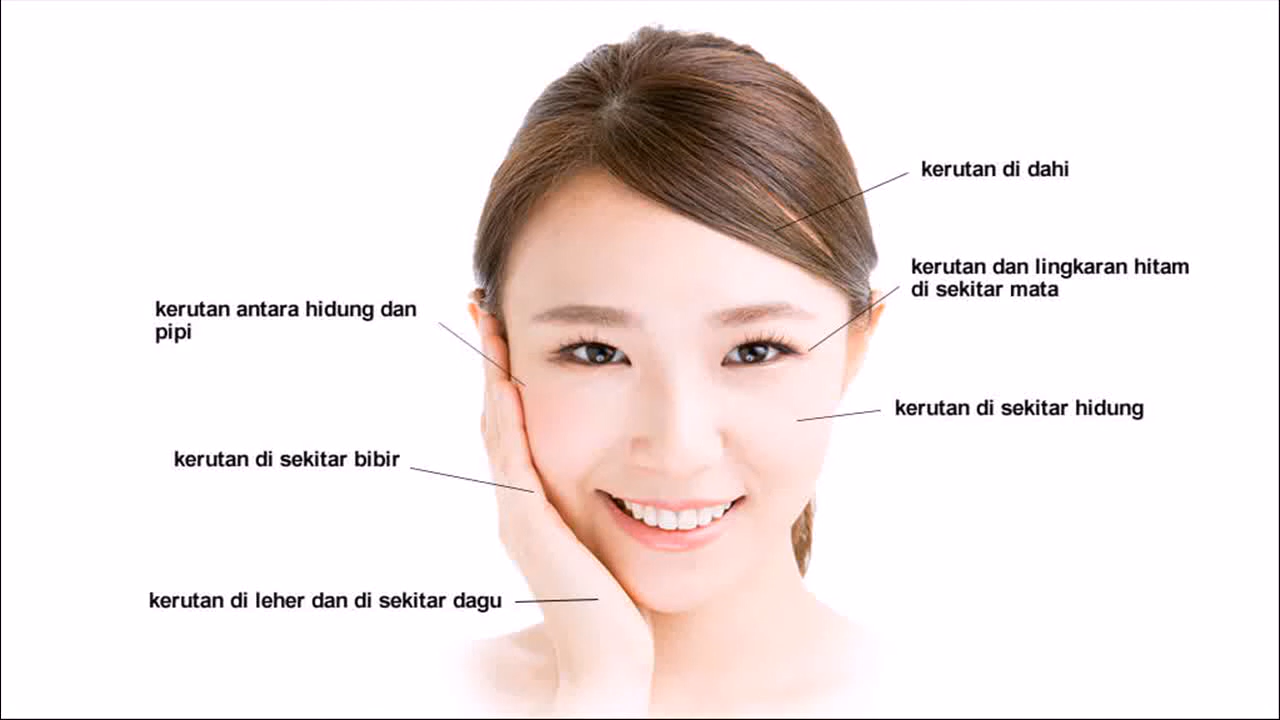 kerutan di dahi
kerutan dan lingkaran hitam
di sekitar mata
kerutan antara hidung dan
pipi
kerutan di sekitar hidung
kerutan di sekitar bibir
kerutan di leher dan di sekitar dagu